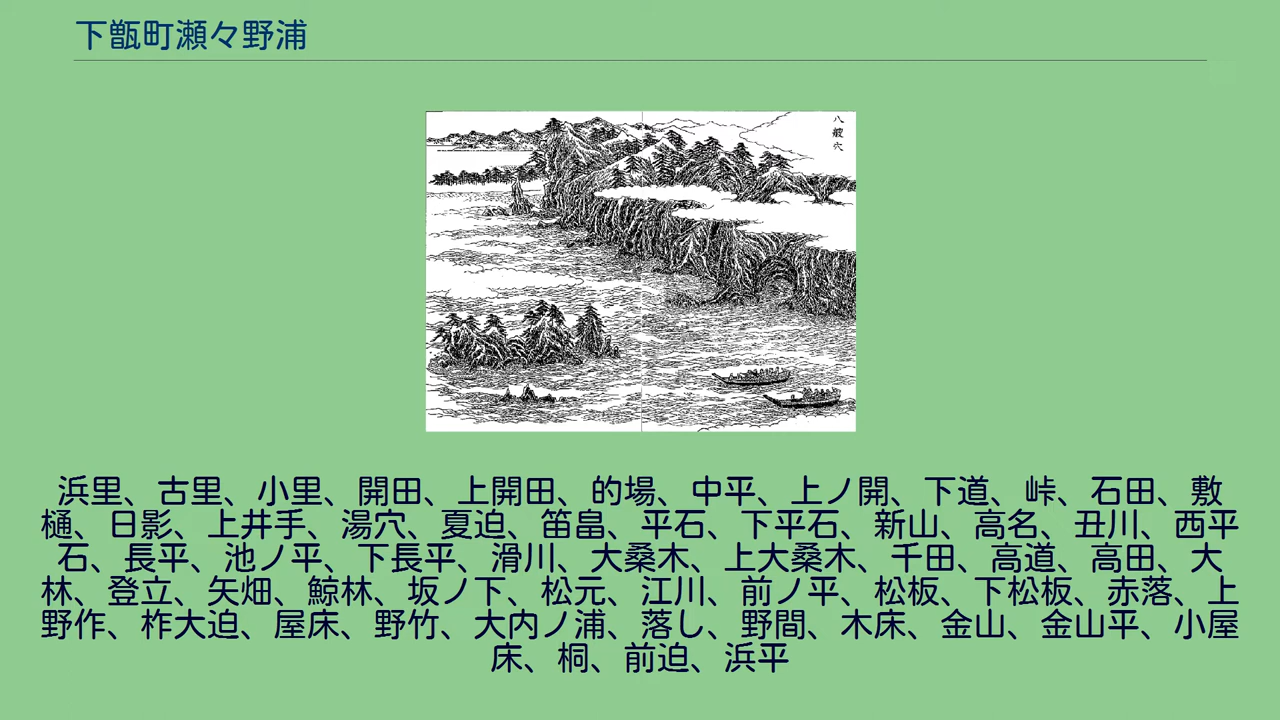 下甑町瀬々野浦
八艘穴
浜里、古里、小里、開田、上開田、的場、中平、上ノ開、下道、峠、石田、敷
樋、日影、上井手、湯穴、夏迫、笛畠、平石、下平石、新山、高名、丑川、西平
石、長平、池ノ平、下長平、滑川、大桑木、上大桑木、千田、高道、高田、大
林、登立、矢畑、鯨林、坂ノ下、松元、江川、前ノ平、松板、下松板、赤落、上
野作、柞大迫、屋床、野竹、大内ノ浦、落し、野間、木床、金山、金山平、小屋
床、桐、前迫、浜平